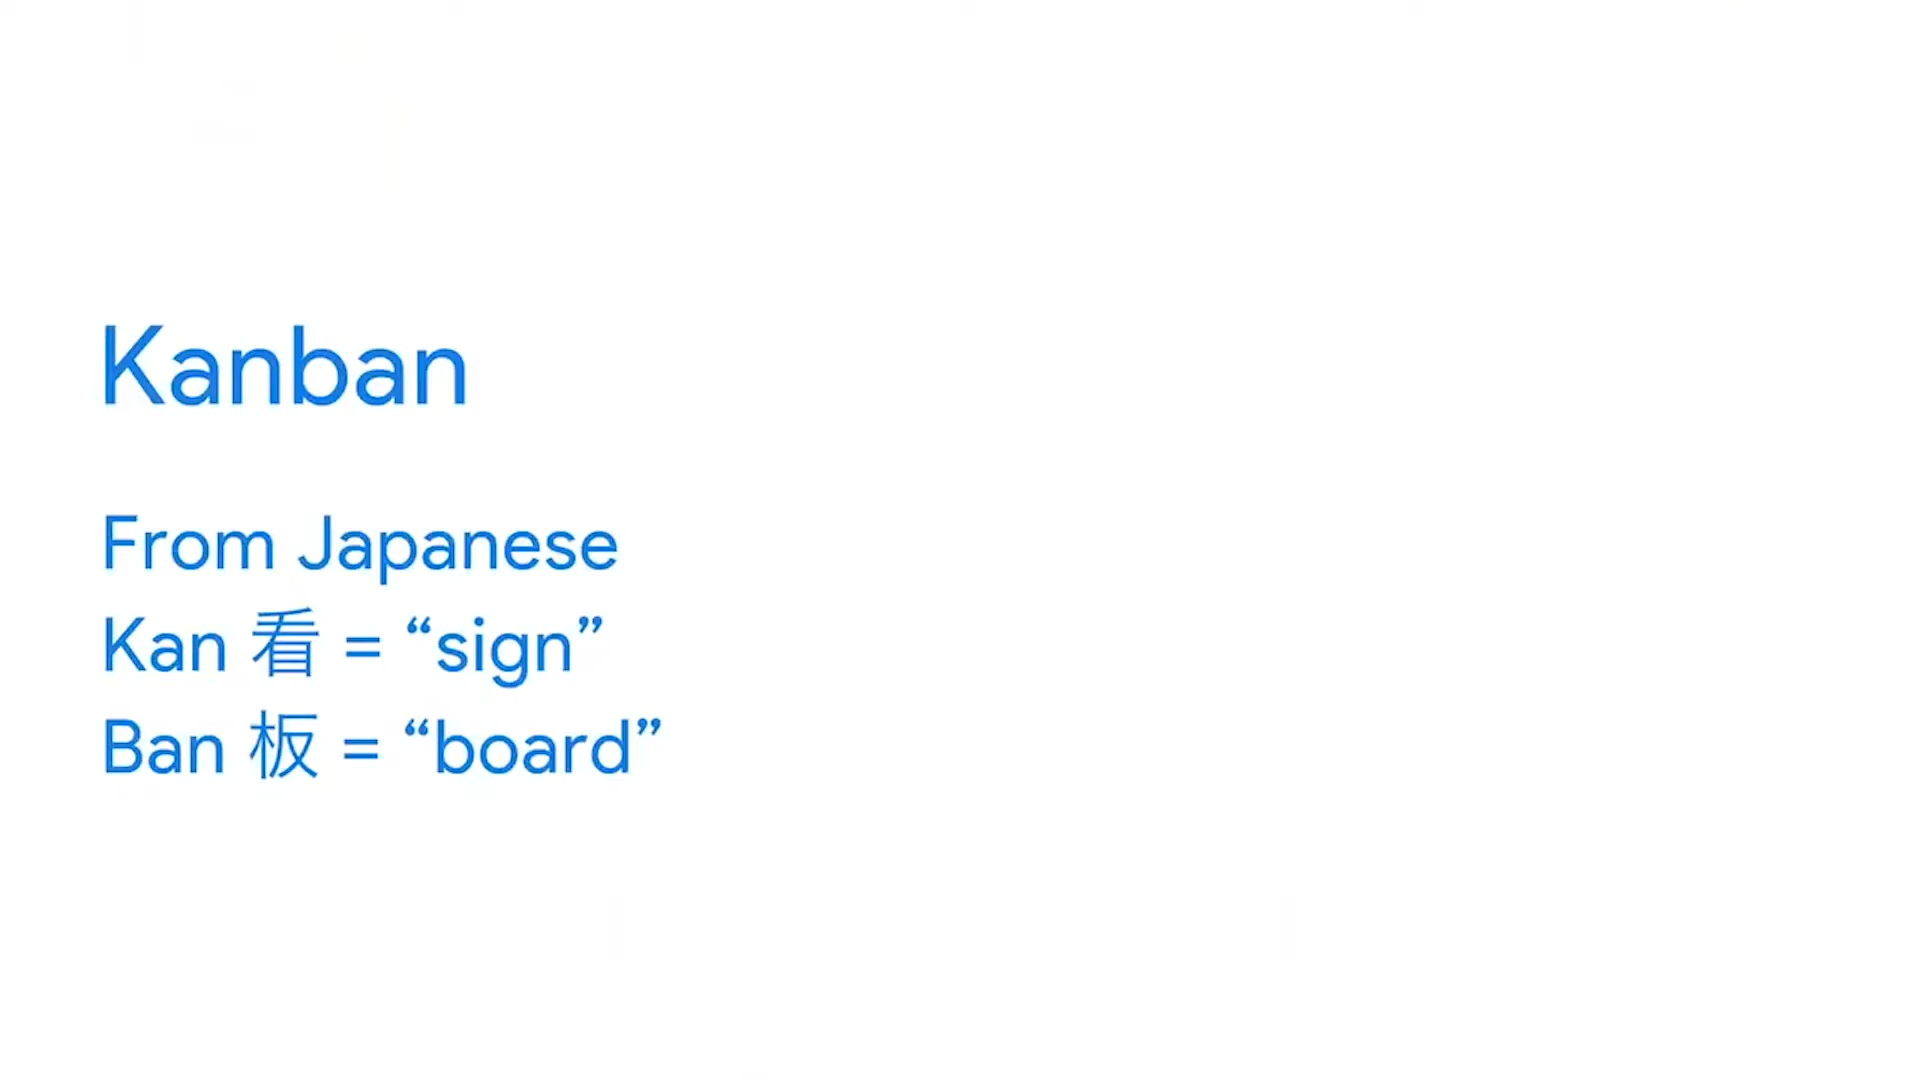 Kanban
From Japanese
Kan 看 = “sign”
Ban 板 = “board”